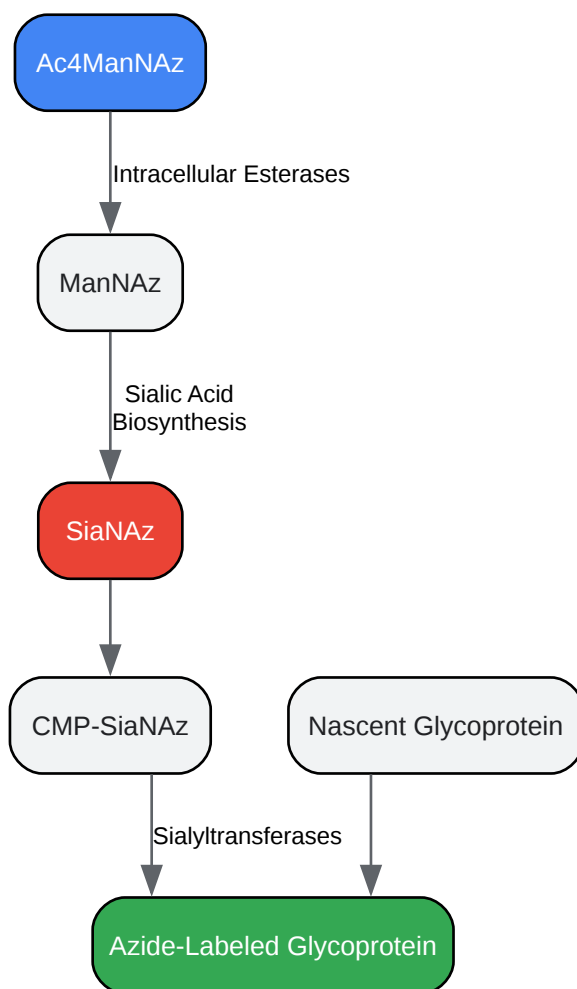 Ac4ManNAz
Intracellular Esterases
ManNAz
Sialic Acid
Biosynthesis
SiaNAz
CMP-SiaNAz
Nascent Glycoprotein
Sialyltransferases
Azide-Labeled Glycoprotein